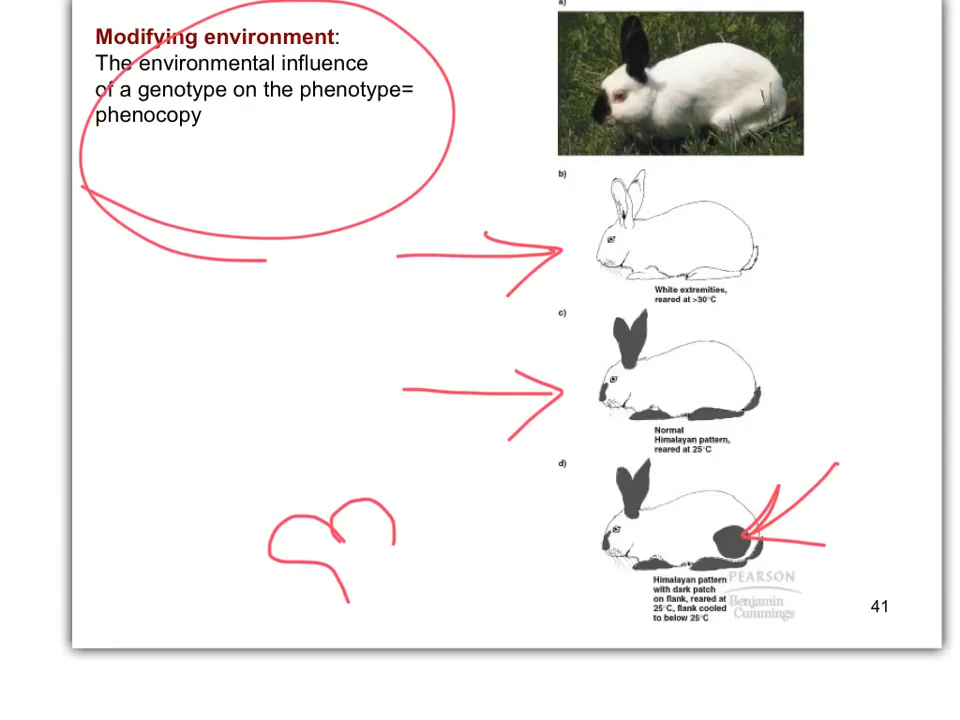 Modifying environment:
The environmental influence
of a genotype on the phenotype=
phenocopy
a)
b)
White extremities,
reared at >30°C
c)
Normal
Himalayan pattern,
reared at 25°C
d)
Himalayan pattern
with dark patch
on flank, reared at
25°C, flank cooled
to below 25°C
PEARSON
Benjamin
Cummings
41